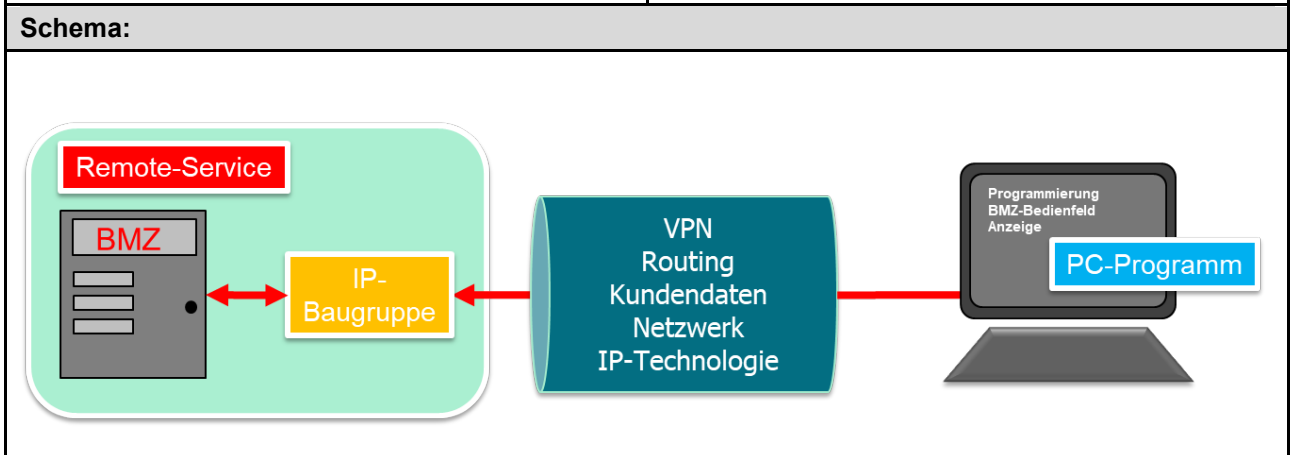 Schema:
Remote-Service
BMZ
IP-
Baugruppe
VPN
Routing
Kundendaten
Netzwerk
IP-Technologie
Programmierung
BMZ-Bedienfeld
Anzeige
PC-Programm